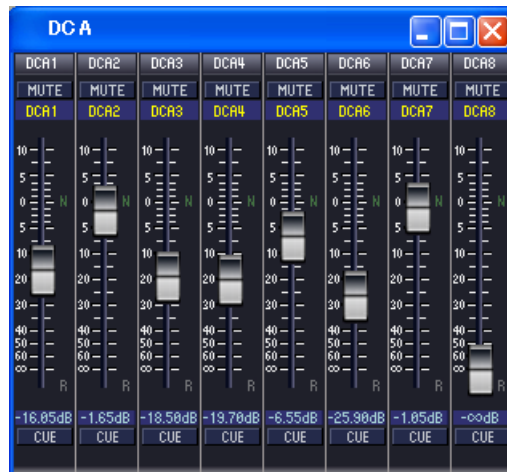 DCA
DCA1 DCA2 DCA3 DCA4 DCA5 DCA6 DCA7 DCA8
MUTE MUTE MUTE MUTE MUTE MUTE MUTE MUTE
DCA1 DCA2 DCA3 DCA4 DCA5 DCA6 DCA7 DCA8
10 10 10 10 10 10 10 10
5 5 5 5 5 5 5 5
0 N 0 N 0 N 0 N 0 N 0 N 0 N 0 N
5 5 5 5 5 5 5 5
10 10 10 10 10 10 10 10
20 20 20 20 20 20 20 20
30 30 30 30 30 30 30 30
40 40 40 40 40 40 40 40
50 50 50 50 50 50 50 50
60 60 60 60 60 60 60 60
∞ ∞ ∞ ∞ ∞ ∞ ∞ ∞
R R R R R R R R
-16.05dB -1.65dB -18.50dB -19.70dB -6.55dB -25.90dB -1.05dB -∞dB
CUE CUE CUE CUE CUE CUE CUE CUE